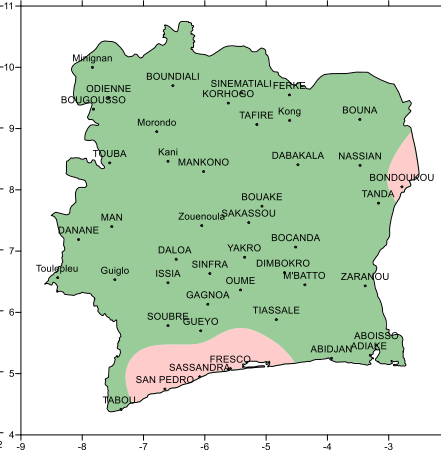 11
10
Minignan
BOUNDIALI
ODIENNE
SINEMATIALI
FERKE
BOUGOUSSO
KORHOGO
TAFIRE
Kong
BOUNA
9
Morondo
TOUBA
Kani
MANKONO
DABAKALA
NASSIAN
BONDOUKOU
8
TANDA
BOUAKE
Zouenoula
SAKASSOU
MAN
DANANE
BOCANDA
7
DALOA
YAKRO
Toulepleu
Guiglo
ISSIA
SINFRA
DIMBOKRO
M'BATTO
ZARANOU
OUME
GAGNOIA
6
SOUBRE
GUEYO
TIASSALE
ABOISSO
ABIDJAN
ADIAKE
FRESCO
5
SASSANDRA
SAN PEDRO
TABOU
4
-9 -8 -7 -6 -5 -4 -3